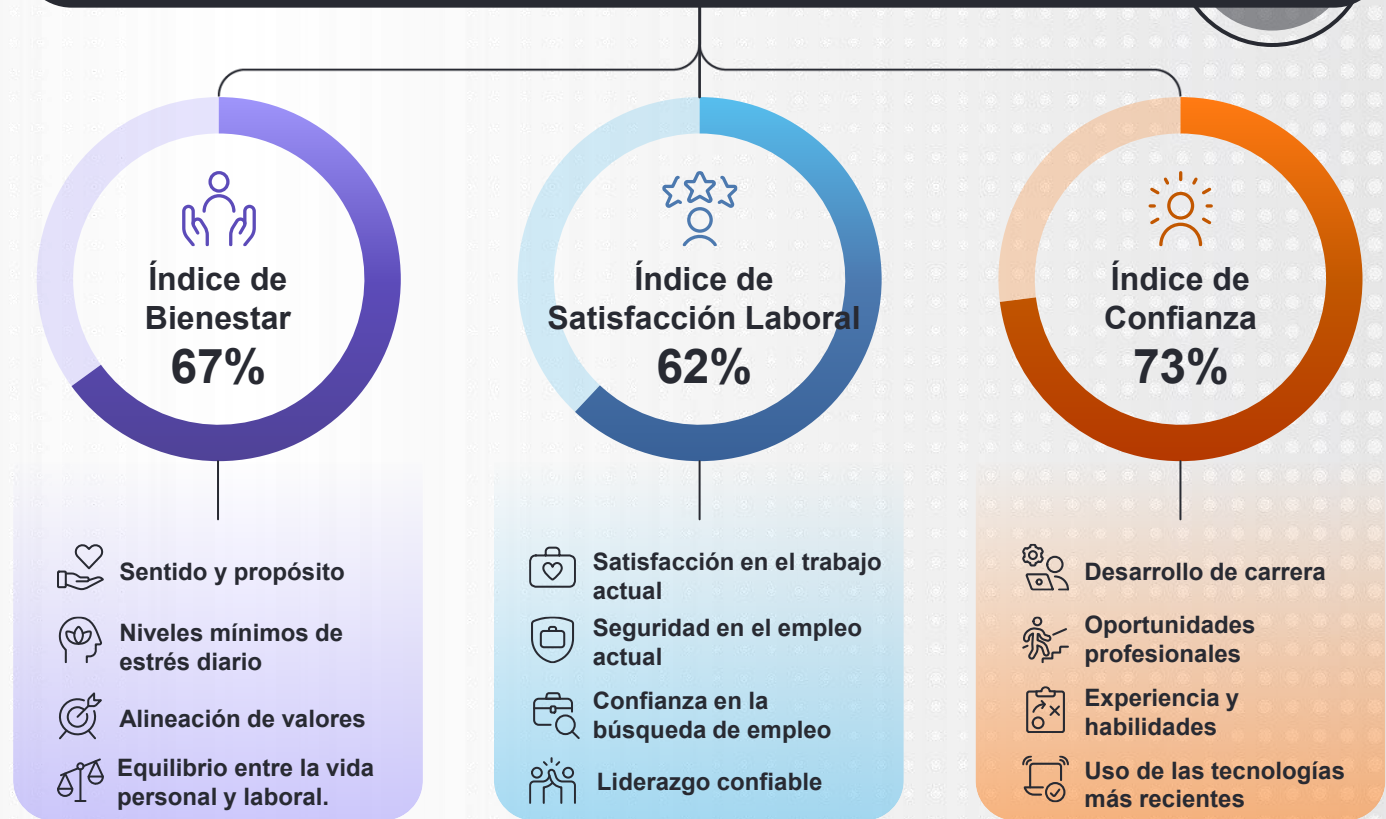 Índice de
Bienestar
67%
Sentido y propósito
Niveles mínimos de
estrés diario
Alineación de valores
Equilibrio entre la vida
personal y laboral.
Índice de
Satisfacción Laboral
62%
Satisfacción en el trabajo
actual
Seguridad en el empleo
actual
Confianza en la
búsqueda de empleo
Liderazgo confiable
Índice de
Confianza
73%
Desarrollo de carrera
Oportunidades
profesionales
Experiencia y
habilidades
Uso de las tecnologías
más recientes